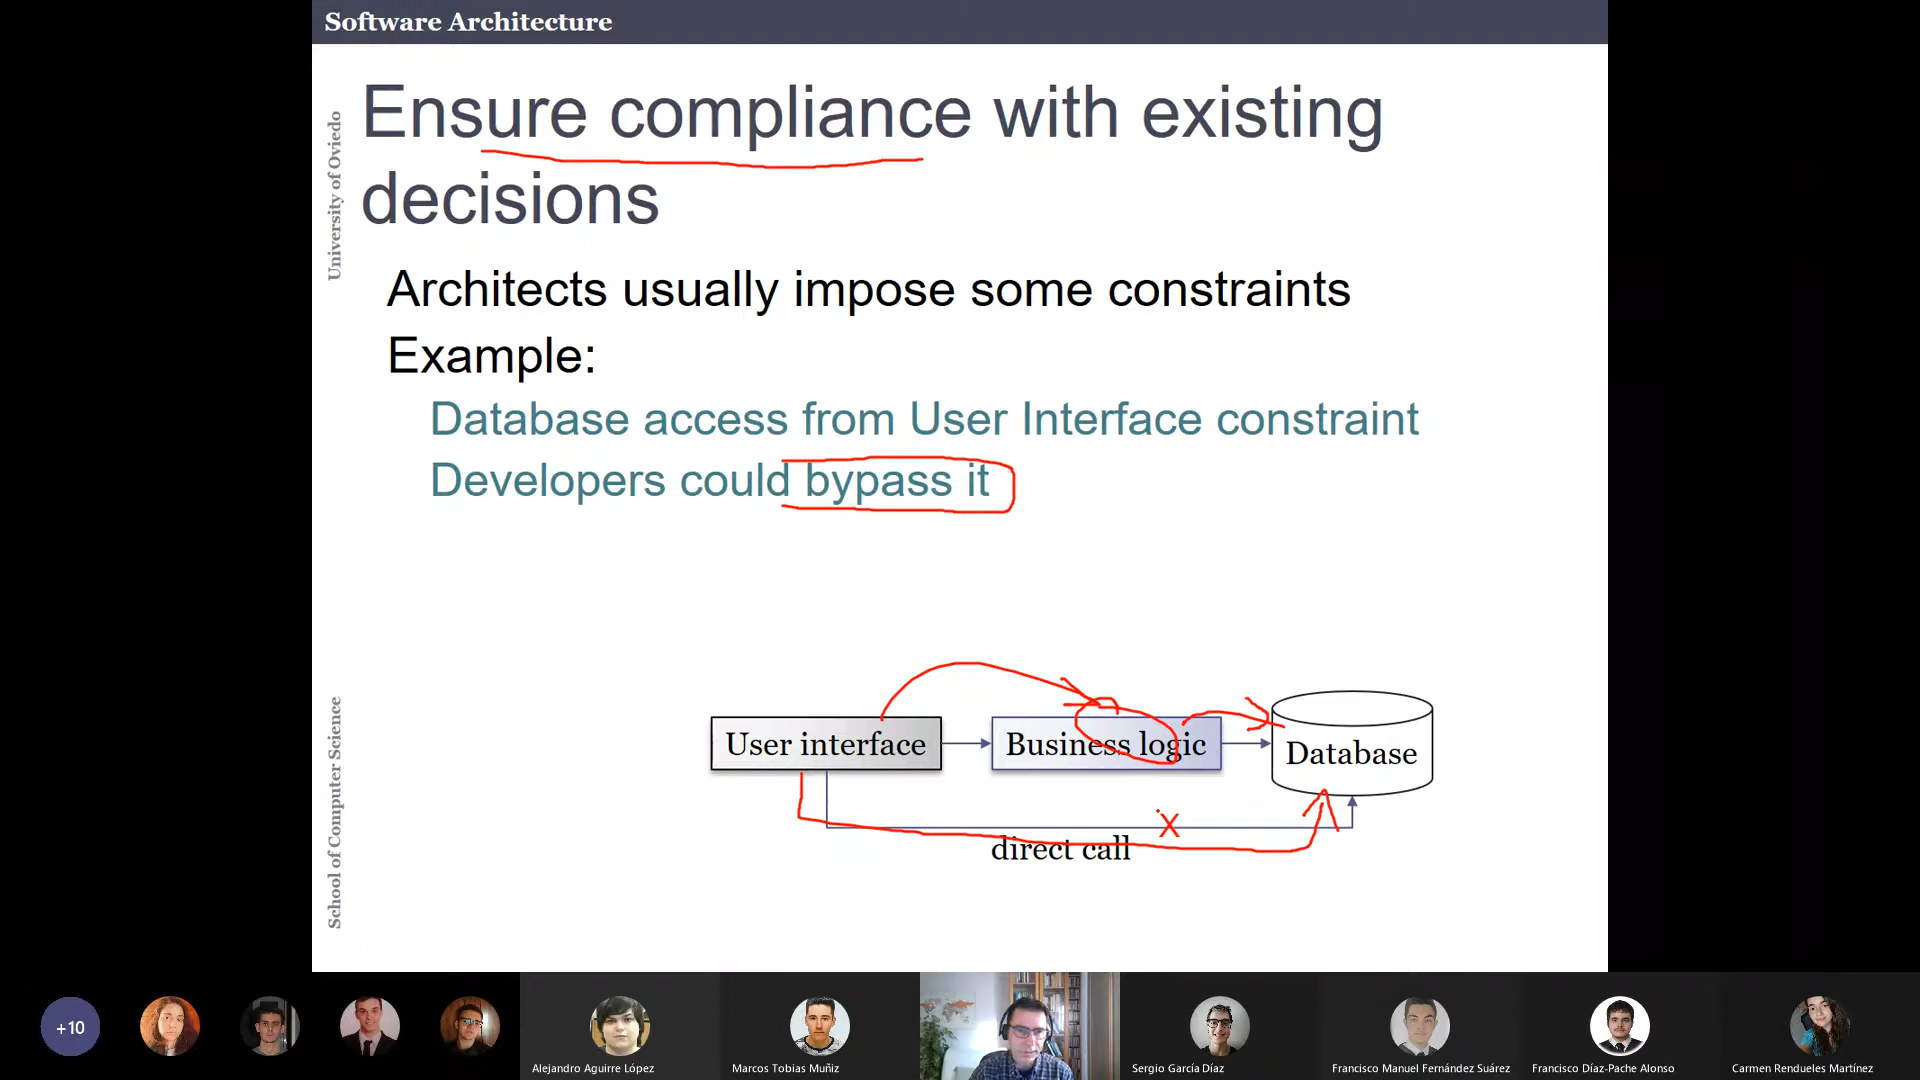 Software Architecture
University of Oviedo
Ensure compliance with existing
decisions
Architects usually impose some constraints
Example:
Database access from User Interface constraint
Developers could bypass it
School of Computer Science
User interface
Business logic
Database
X
direct call
+10
Alejandro Aguirre López
Marcos Tobias Muñiz
Sergio García Díaz
Francisco Manuel Fernández Suárez
Francisco Díaz-Pache Alonso
Carmen Rendueles Martínez